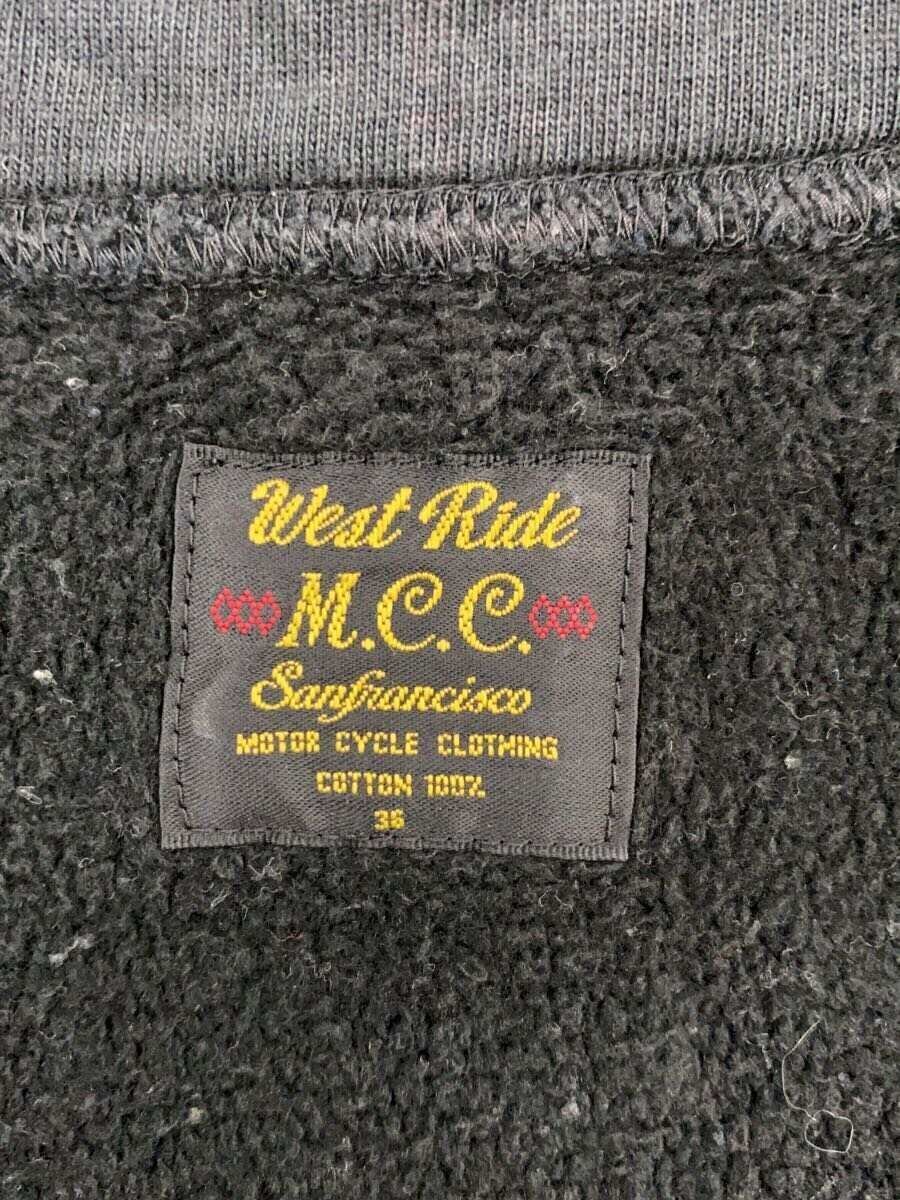 West Ride
M.C.C.
Sanfrancisco
MOTOR CYCLE CLOTHING
COTTON 100%
36